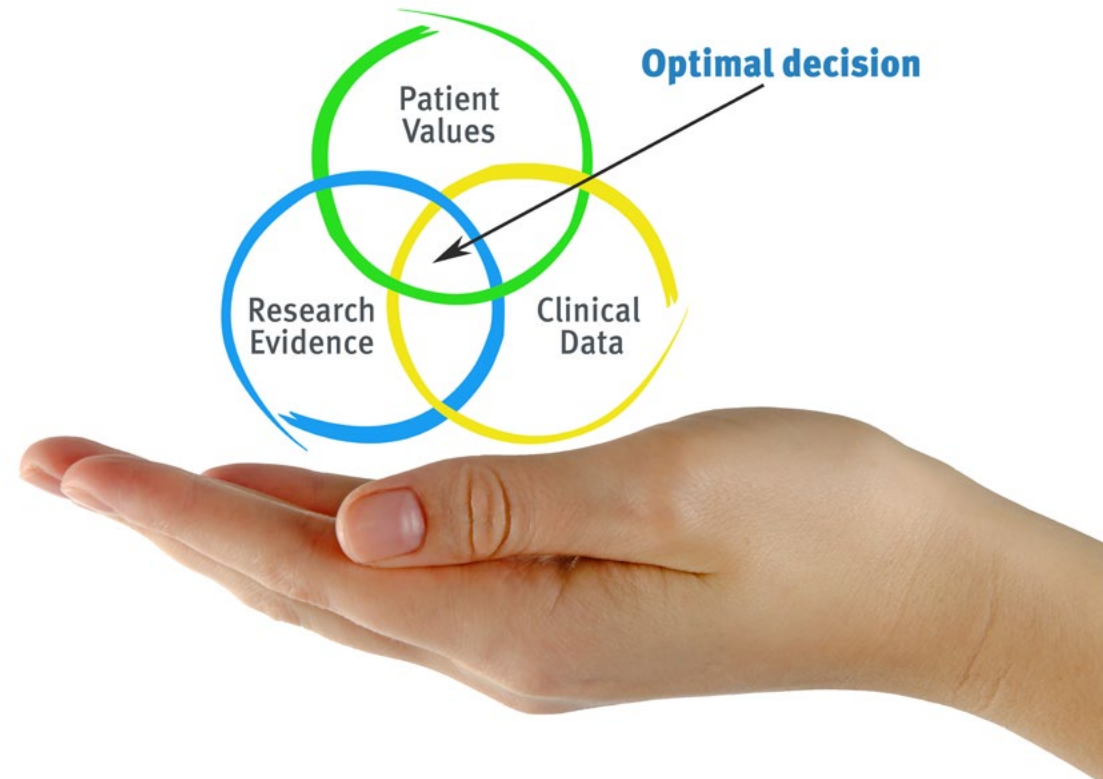 Optimal decision
Patient
Values
Research
Evidence
Clinical
Data